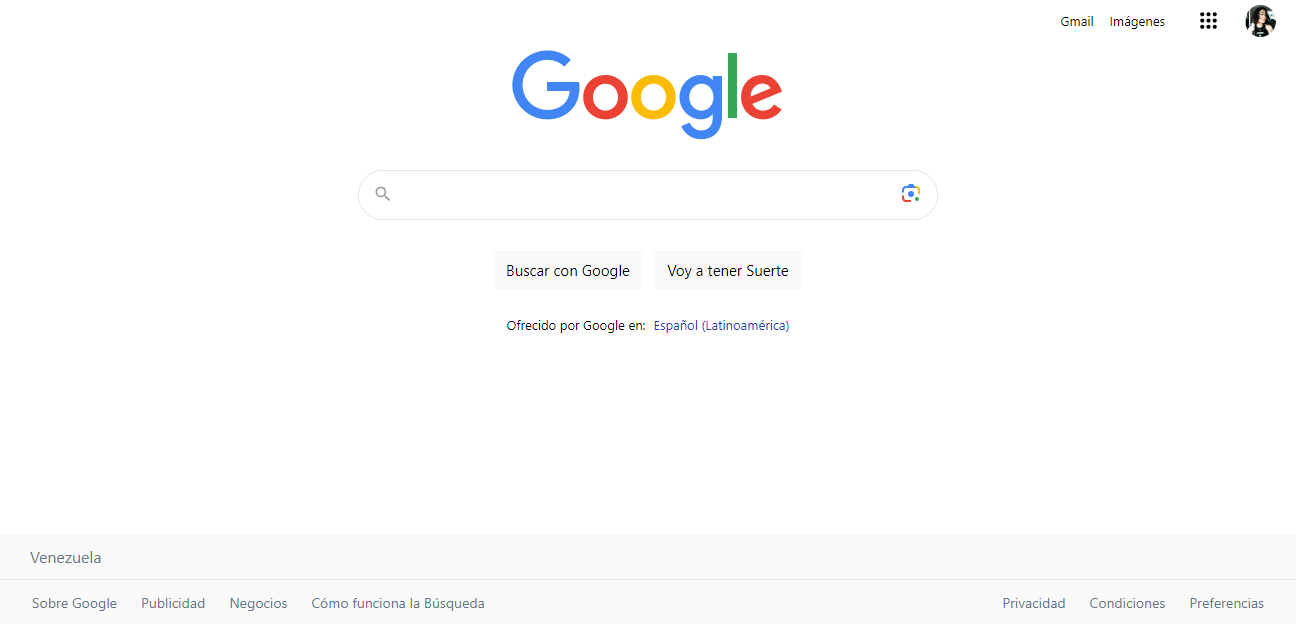 Gmail Imágenes
Google
Buscar con Google Voy a tener Suerte
Ofrecido por Google en: Español (Latinoamérica)
Venezuela
Sobre Google Publicidad Negocios Cómo funciona la Búsqueda Privacidad Condiciones Preferencias